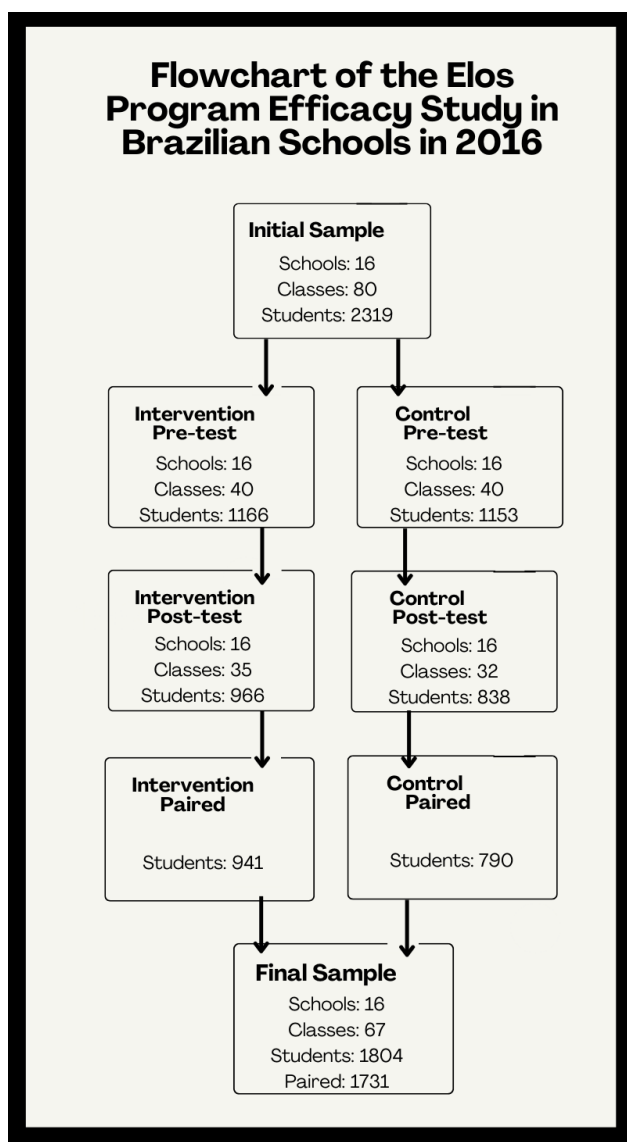 Flowchart of the Elos
Program Efficacy Study in
Brazilian Schools in 2016
Initial Sample
Schools: 16
Classes: 80
Students: 2319
Intervention
Pre-test
Schools: 16
Classes: 40
Students: 1166
Control
Pre-test
Schools: 16
Classes: 40
Students: 1153
Intervention
Post-test
Schools: 16
Classes: 35
Students: 966
Control
Post-test
Schools: 16
Classes: 32
Students: 838
Intervention
Paired
Students: 941
Control
Paired
Students: 790
Final Sample
Schools: 16
Classes: 67
Students: 1804
Paired: 1731